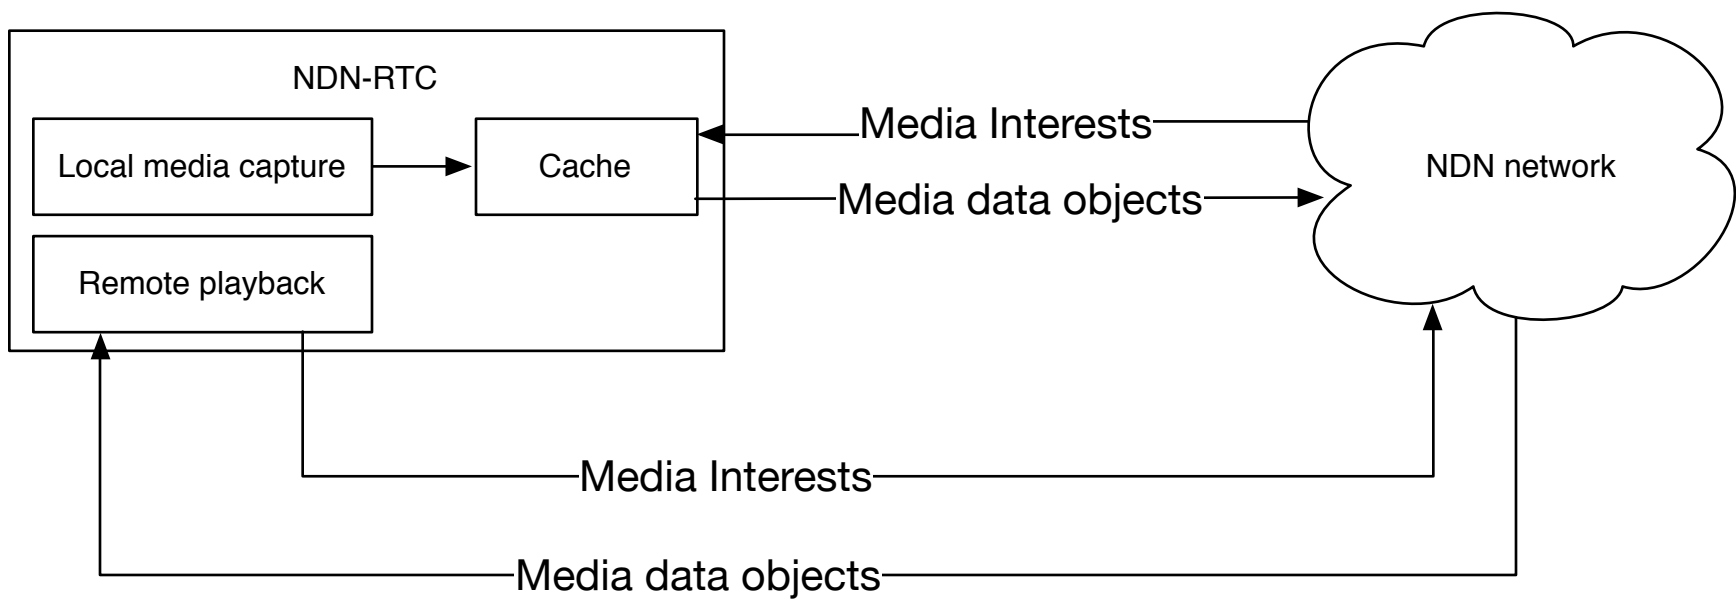 NDN-RTC
Local media capture
Cache
Media Interests
Media data objects
NDN network
Remote playback
Media Interests
Media data objects